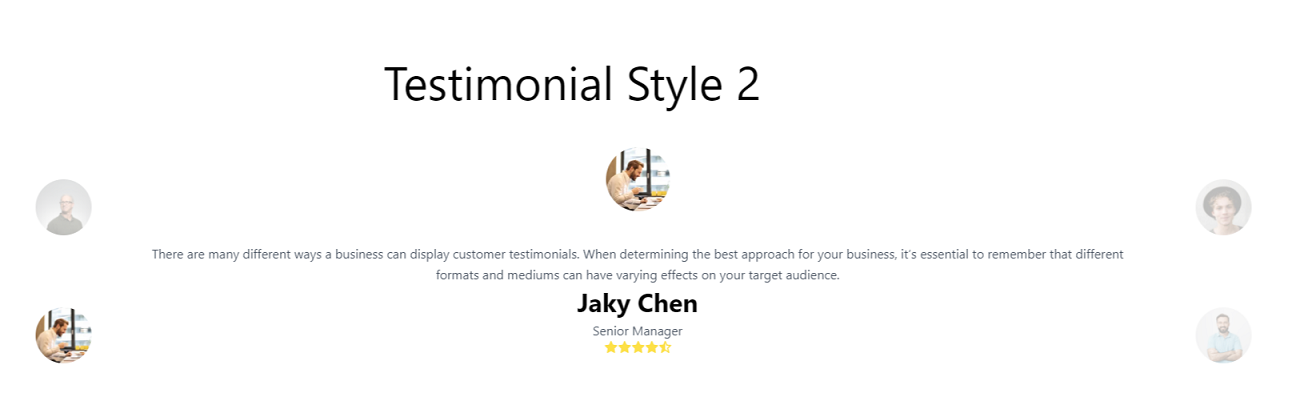 Testimonial Style 2
There are many different ways a business can display customer testimonials. When determining the best approach for your business, it's essential to remember that different
formats and mediums can have varying effects on your target audience.
Jaky Chen
Senior Manager